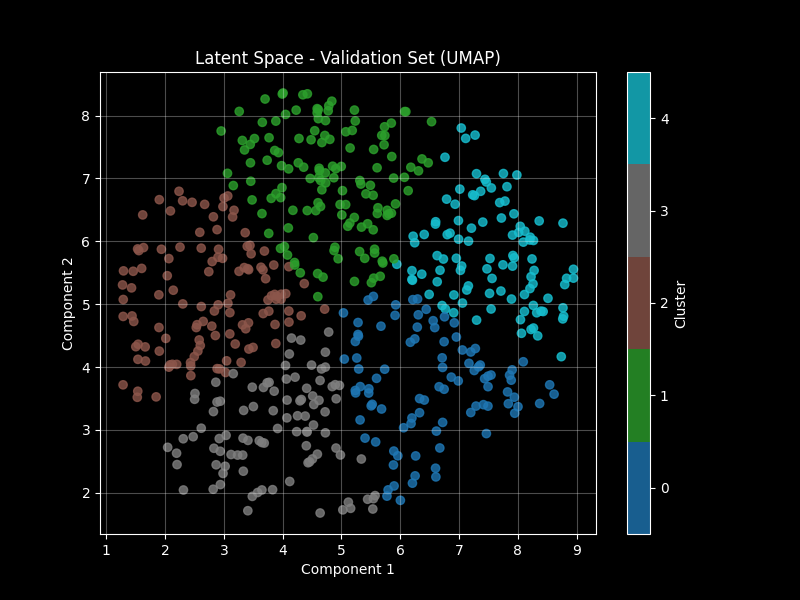 Latent Space - Validation Set (UMAP)
8
7
6
5
4
3
2
Component 2
1 2 3 4 5 6 7 8 9
Component 1
4
3
2
1
0
Cluster